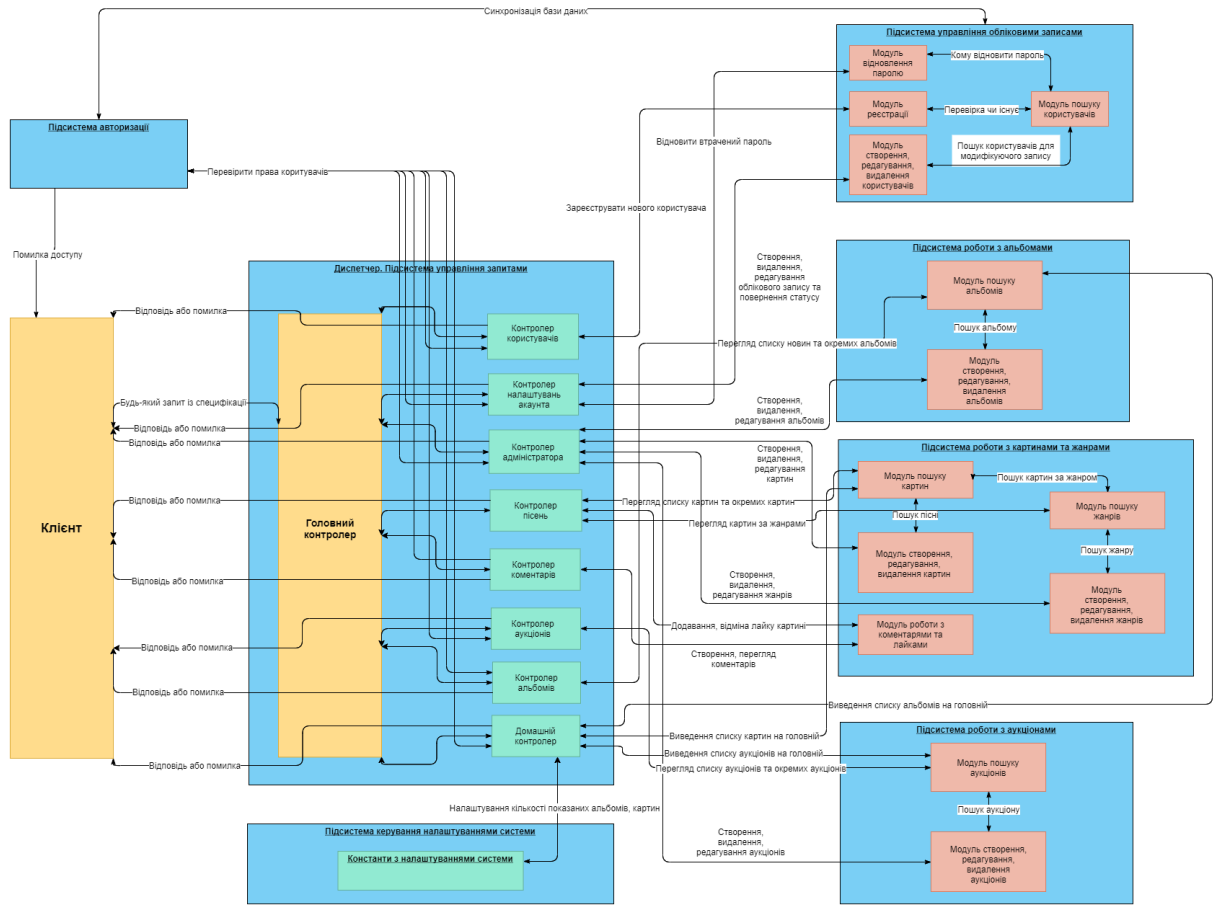 Синхронізація бази даних
Підсистема управління обліковими записами
Модуль
відновлення
паролю
Кому відновити пароль
Модуль
реєстрації
Перевірка чи існує
Модуль пошуку
користувачів
Модуль
створення,
редагування,
видалення
користувачів
Пошук користувачів для
модифікуючого запису
Підсистема авторизації
Відновити втрачений пароль
Перевірити права коритувачів
Зареєструвати нового користувача
Помилка доступу
Створення,
видалення,
редагування
облікового запису та
повернення статусу
Підсистема роботи з альбомами
Модуль пошуку
альбомів
Пошук альбому
Модуль створення,
редагування,
видалення
альбомів
Перегляд списку новин та окремих альбомів
Створення,
видалення,
редагування альбомів
Диспетчер. Підсистема управління запитами
Відповідь або помилка
Контролер
користувачів
Контролер
налаштувань
акаунта
Будь-який запит із специфікації
Відповідь або помилка
Відповідь або помилка
Контролер
адміністратора
Створення,
видалення,
редагування
картин
Підсистема роботи з картинами та жанрами
Модуль пошуку
картин
Пошук картин за жанром
Модуль пошуку
жанрів
Пошук пісні
Модуль створення,
редагування,
видалення картин
Пошук жанру
Модуль
створення,
редагування,
видалення жанрів
Модуль роботи з
коментарями та
лайками
Клієнт
Головний
контролер
Відповідь або помилка
Контролер
пісень
Перегляд списку картин та окремих картин
Перегляд картин за жанрами
Відповідь або помилка
Контролер
коментарів
Створення,
видалення,
редагування жанрів
Контролер
аукціонів
Додавання, відміна лайку картині
Відповідь або помилка
Створення, перегляд
коментарів
Контролер
альбомів
Відповідь або помилка
Домашній
контролер
Виведення списку альбомів на головній
Виведення списку картин на головній
Виведення списку аукціонів на головній
Відповідь або помилка
Перегляд списку аукціонів та окремих аукціонів
Підсистема роботи з аукціонами
Модуль пошуку
аукціонів
Пошук аукціону
Модуль створення,
редагування,
видалення
аукціонів
Налаштування кількості показаних альбомів, картин
Створення,
видалення,
редагування аукціонів
Підсистема керування налаштуваннями системи
Константи з налаштуваннями системи